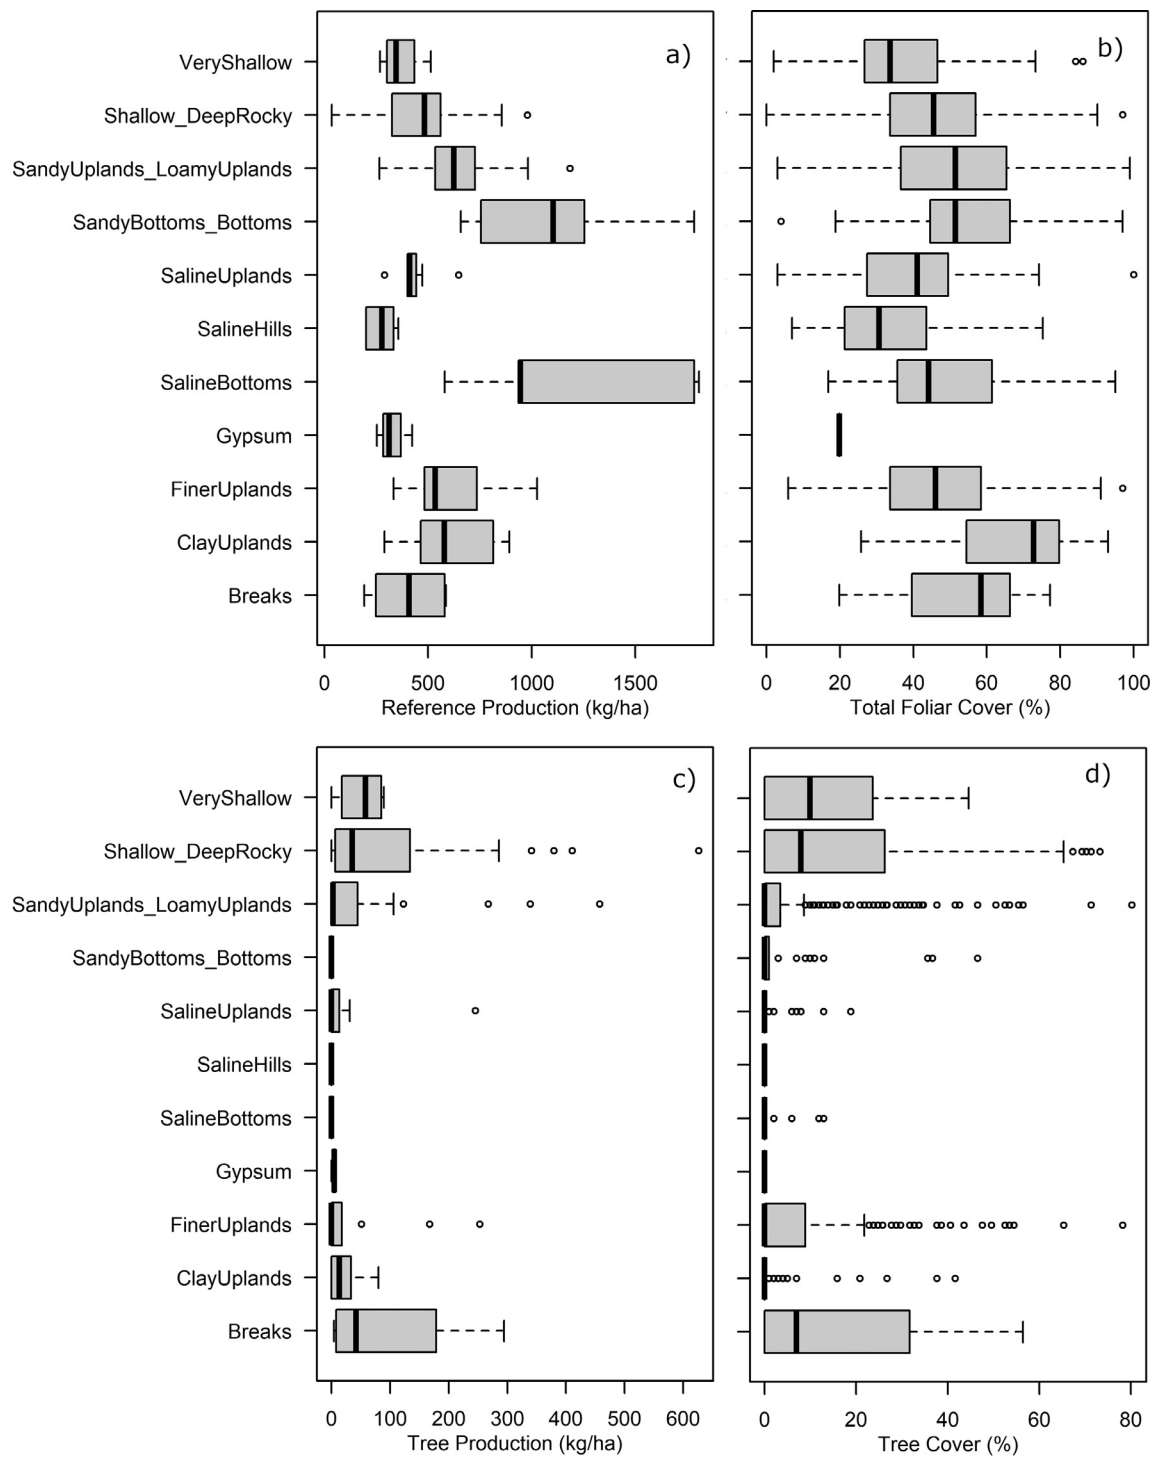 a)
b)
VeryShallow
Shallow_DeepRocky
SandyUplands_LoamyUplands
SandyBottoms_Bottoms
SalineUplands
SalineHills
SalineBottoms
Gypsum
FinerUplands
ClayUplands
Breaks
0 500 1000 1500
0 20 40 60 80 100
Reference Production (kg/ha)
Total Foliar Cover (%)
c)
d)
VeryShallow
Shallow_DeepRocky
SandyUplands_LoamyUplands
SandyBottoms_Bottoms
SalineUplands
SalineHills
SalineBottoms
Gypsum
FinerUplands
ClayUplands
Breaks
0 100 200 300 400 500 600
0 20 40 60 80
Tree Production (kg/ha)
Tree Cover (%)